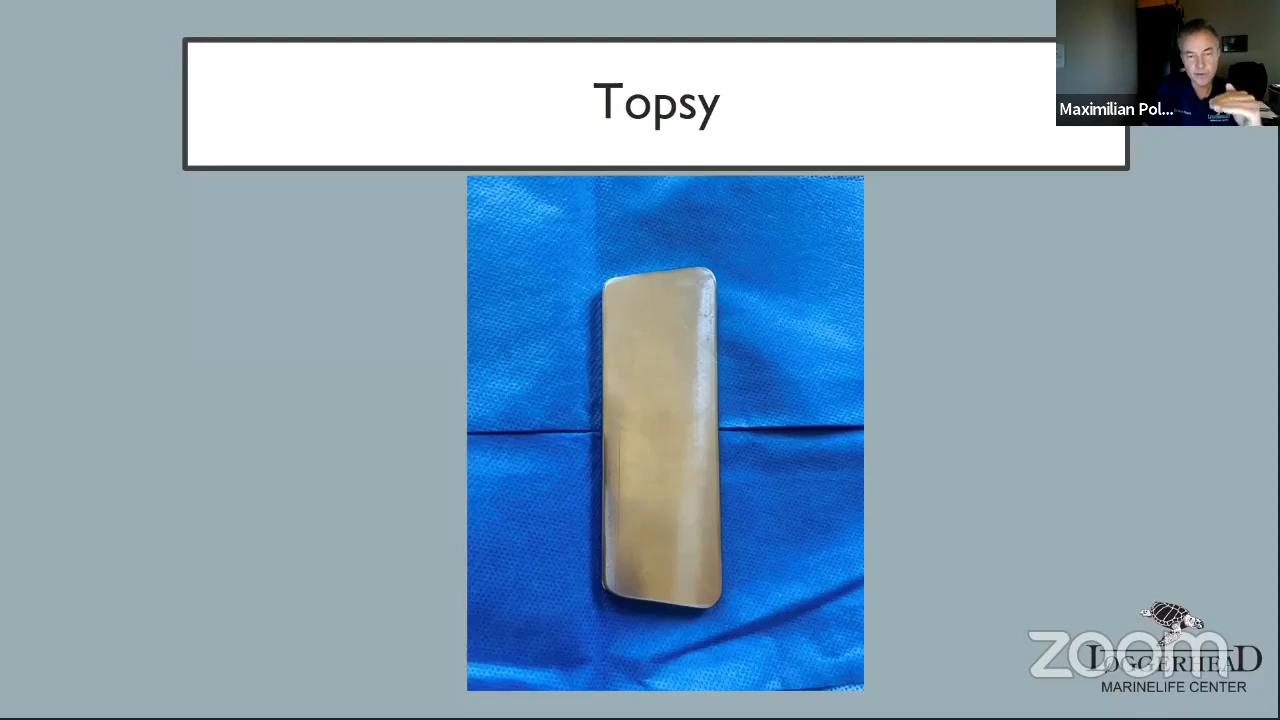 Topsy
Maximilian Pol...
zoom
LOGGERHEAD
MARINELIFE CENTER